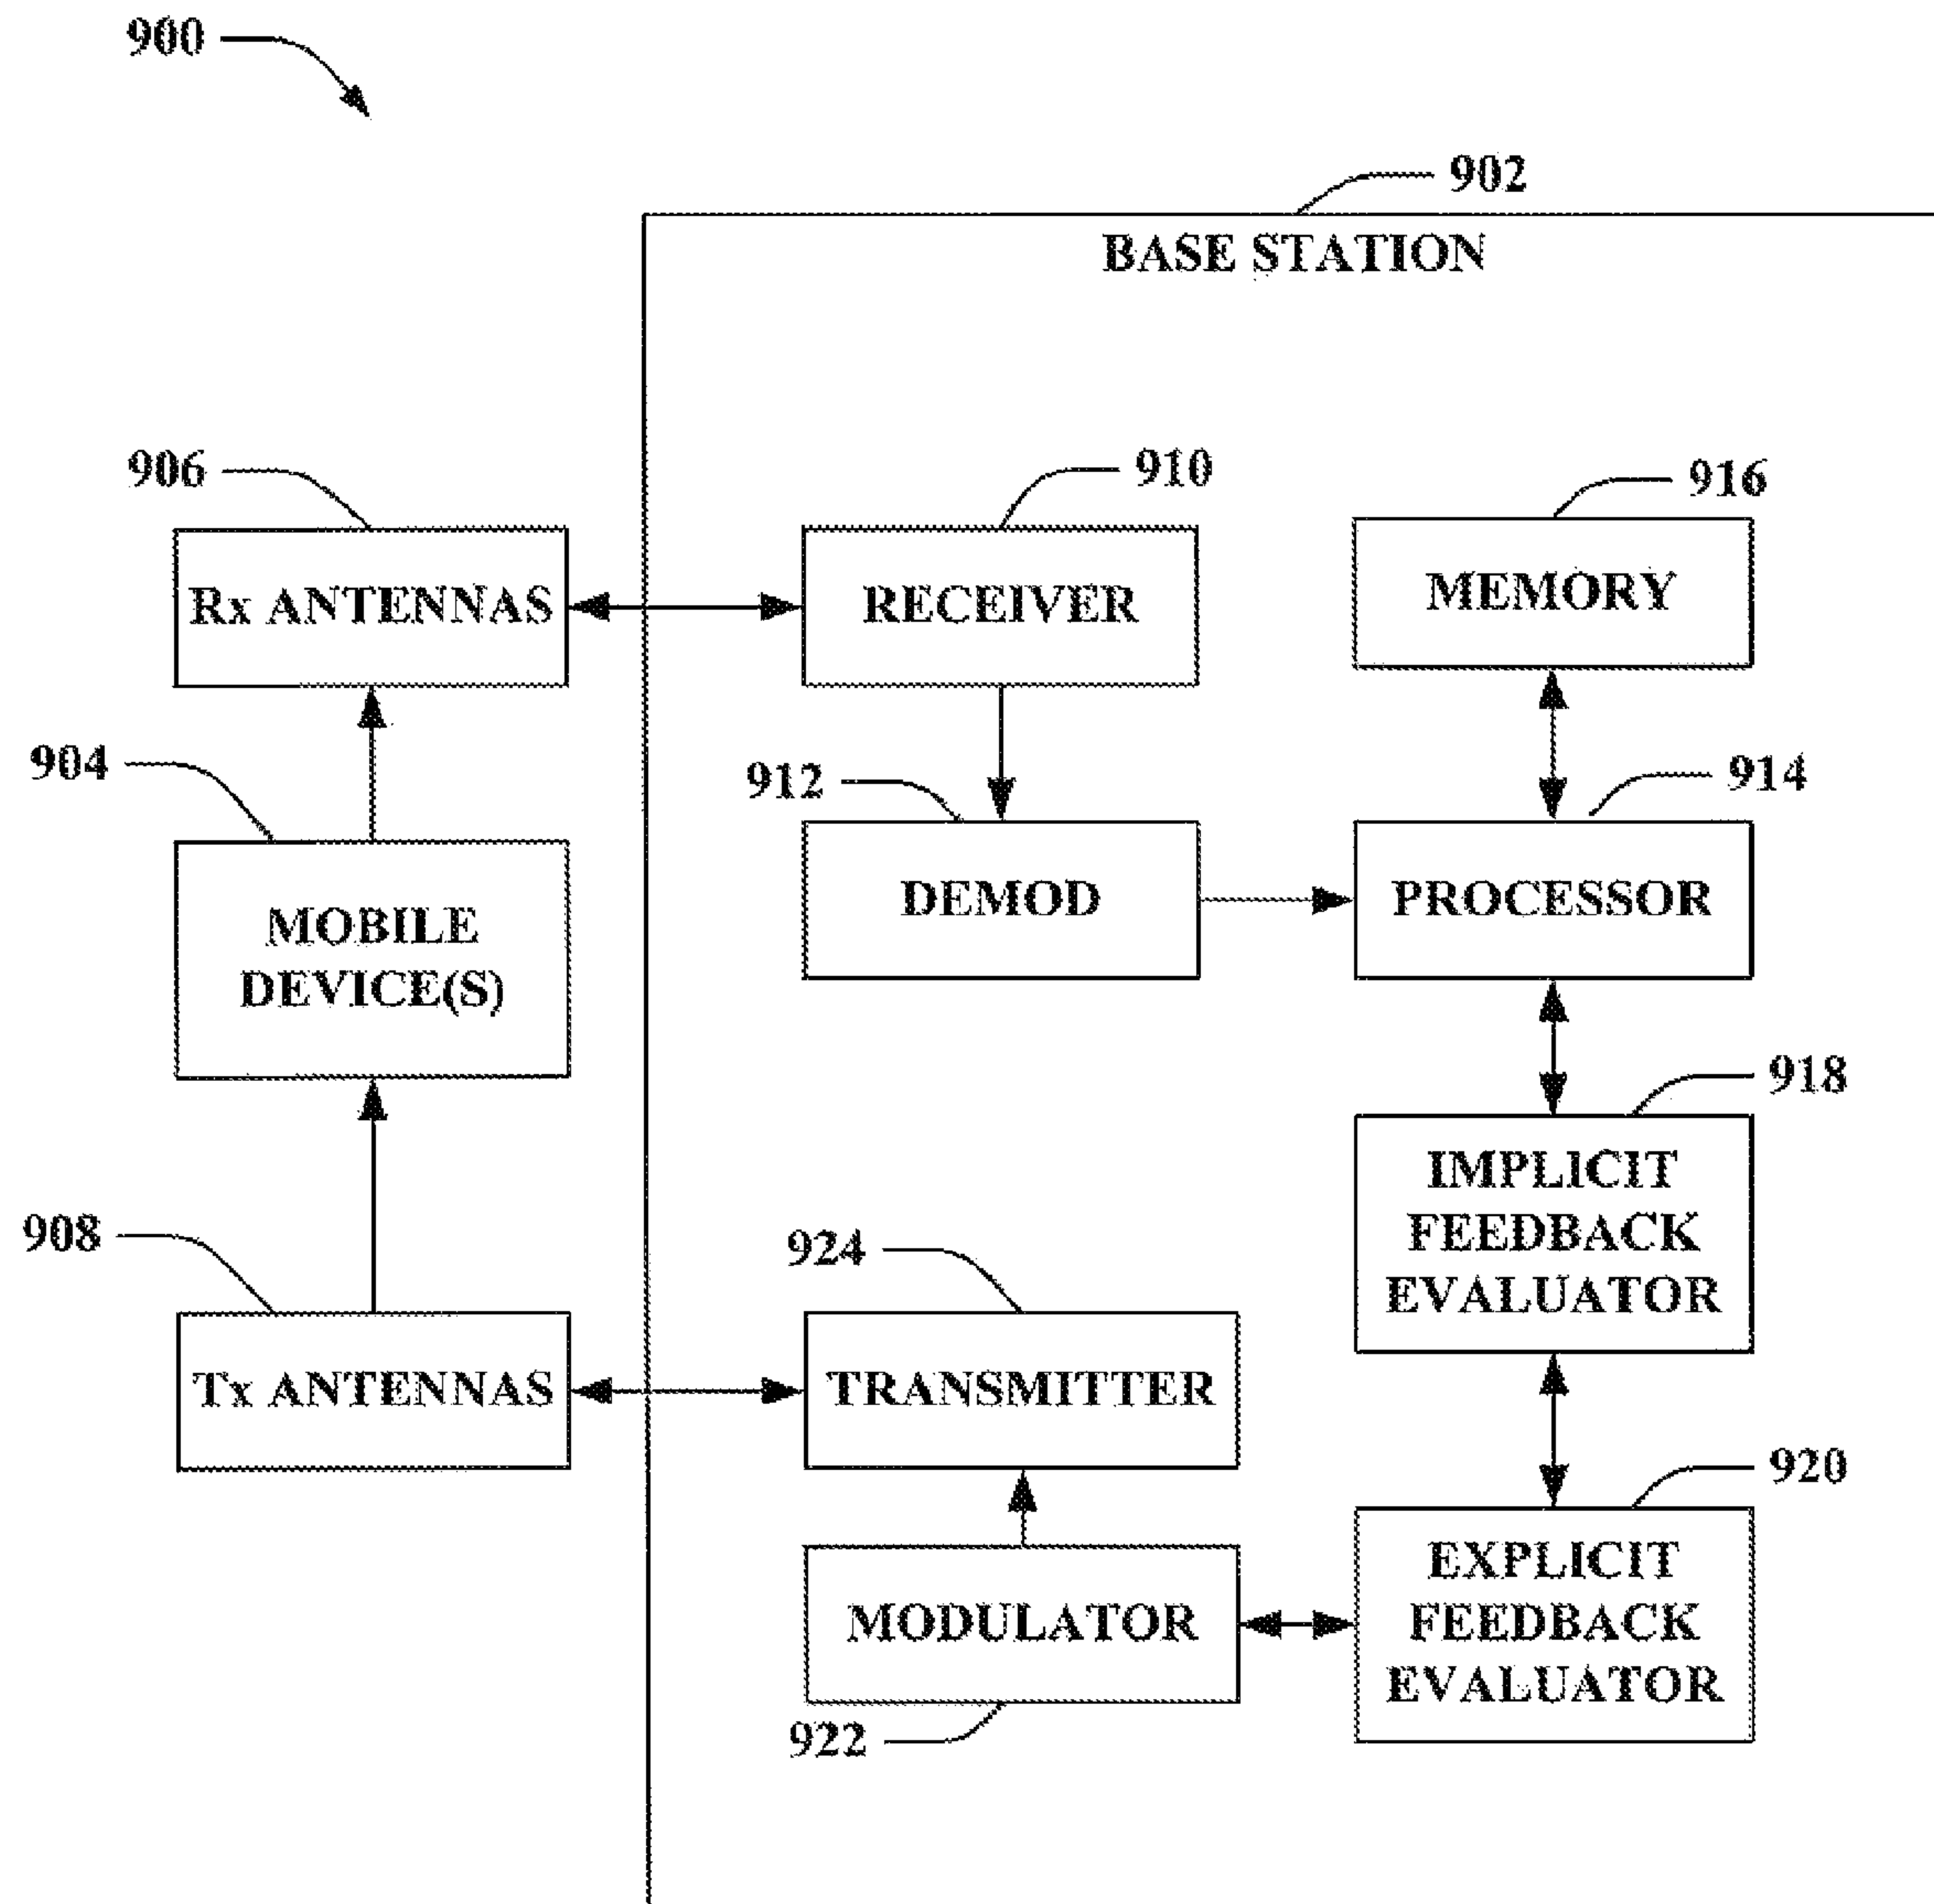 900
902
BASE STATION
906
910
916
Rx ANTENNAS
RECEIVER
MEMORY
904
912
914
MOBILE
DEVICE(S)
DEMOD
PROCESSOR
918
IMPLICIT
FEEDBACK
EVALUATOR
908
924
Tx ANTENNAS
TRANSMITTER
920
EXPLICIT
FEEDBACK
EVALUATOR
MODULATOR
922